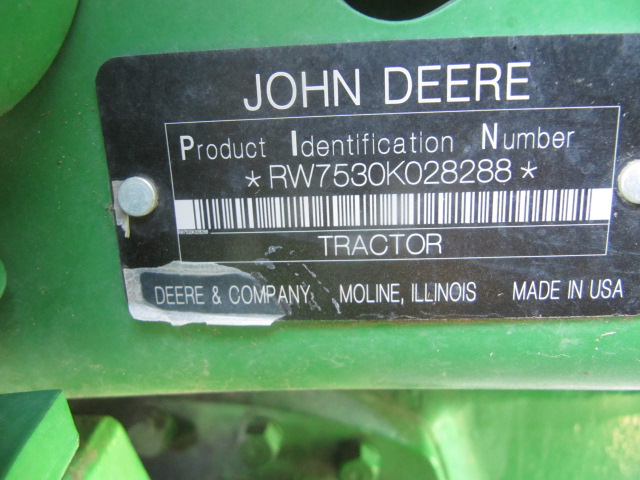 JOHN DEERE
Product Identification Number
*RW7530K028288*
TRACTOR
DEERE & COMPANY, MOLINE, ILLINOIS MADE IN USA